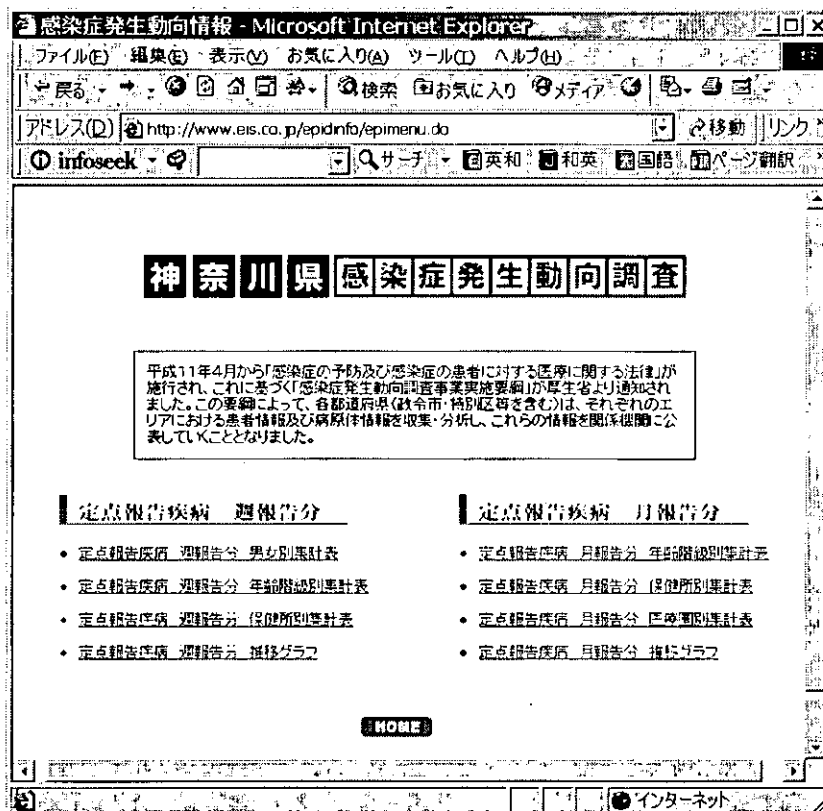 感染症発生動向情報 - Microsoft Internet Explorer
ファイル(F) 編集(E) 表示(V) お気に入り(A) ツール(T) ヘルプ(H)
戻る 検索 お気に入り メディア
アドレス(D) http://www.eis.co.jp/epidinfo/epimenu.do 移動 リンク
infoseek サーチ 英和 和英 国語 ページ翻訳
神奈川県感染症発生動向調査
平成11年4月から「感染症の予防及び感染症の患者に対する医療に関する法律」が
施行され、これに基づく「感染症発生動向調査事業実施要綱」が厚生省より通知され
ました。この要綱によって、各都道府県(政令市・特別区等を含む)は、それぞれのエ
リアにおける患者情報及び病原体情報を収集・分析し、これらの情報を関係機関に公
表していくこととなりました。
定点報告疾病 週報告分
定点報告疾病 週報告分 男女別集計表
定点報告疾病 週報告分 年齢階級別集計表
定点報告疾病 週報告分 保健所別集計表
定点報告疾病 週報告分 推移グラフ
定点報告疾病 月報告分
定点報告疾病 月報告分 年齢階級別集計表
定点報告疾病 月報告分 保健所別集計表
定点報告疾病 月報告分 医療圏別集計表
定点報告疾病 月報告分 推移グラフ
HOME
インターネット